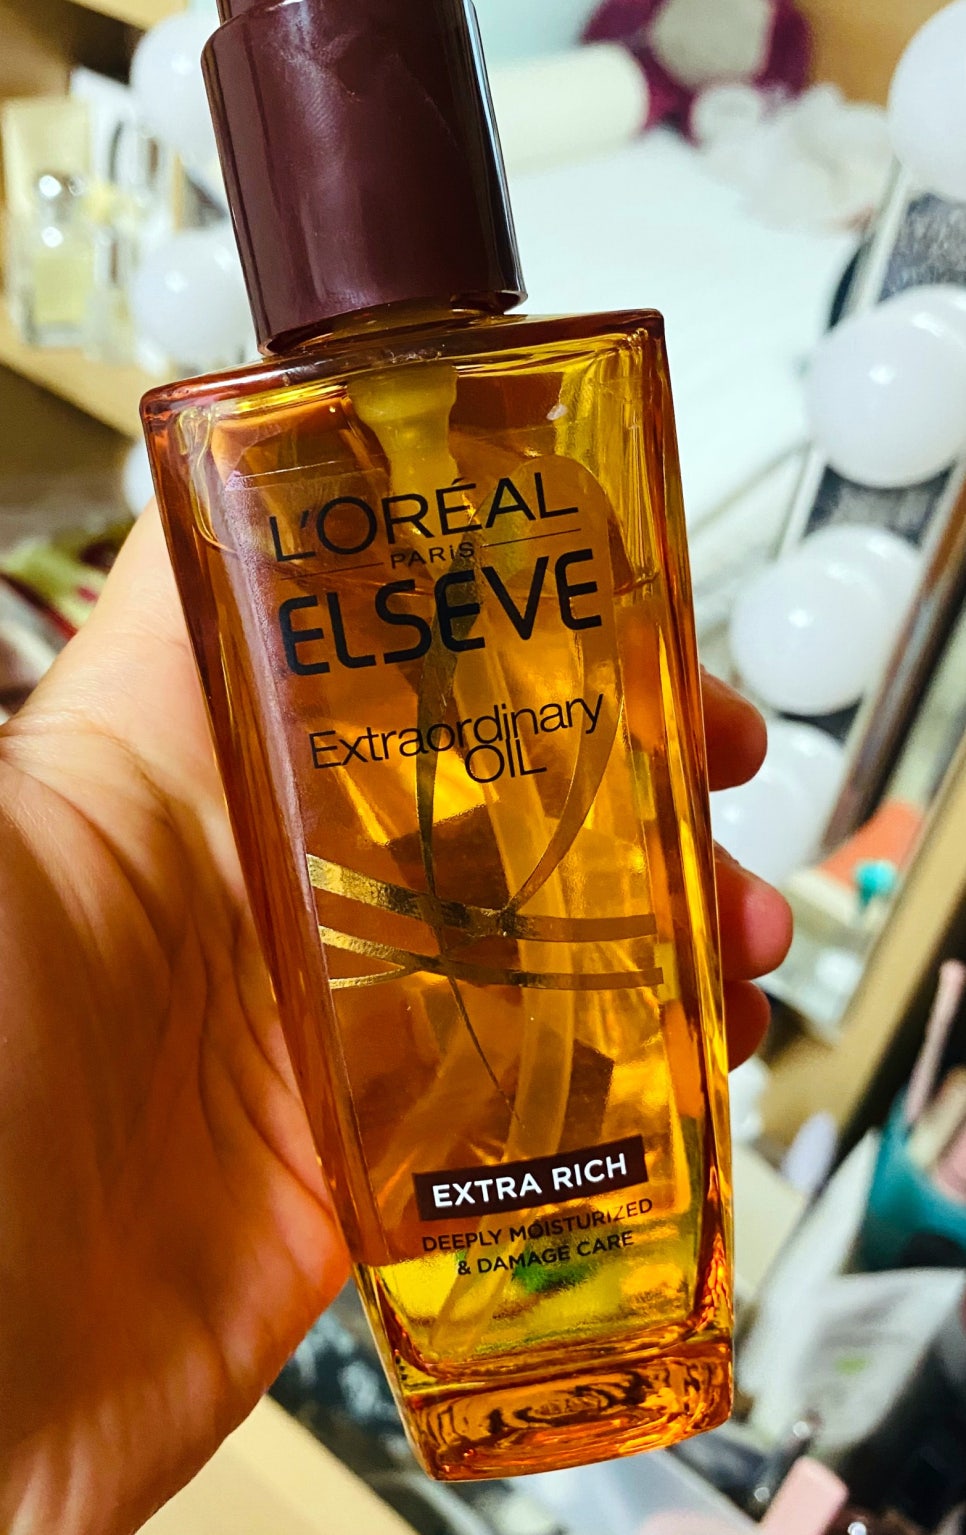 L'ORÉAL
PARIS
ELSEVE
Extraordinary
OIL
EXTRA RICH
DEEPLY MOISTURIZED
& DAMAGE CARE